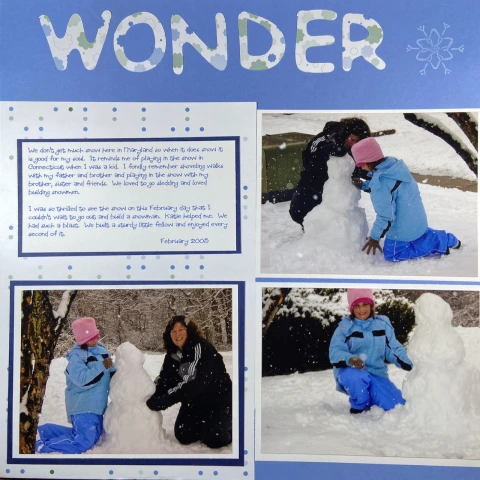 WONDER
We don't get much snow here in Maryland so when it does snow it
is good for my soul. It reminds me of playing in the snow in
Connecticut when I was a kid. I fondly remember shoveling walks
with my father and brother and playing in the snow with my
brother, sister and friends. We loved to go sledding and loved
building snowmen.
I was so thrilled to see the snow on this February day that I
couldn't wait to go out and build a snowman. Katie helped me. We
had such a blast. We built a sturdy little fellow and enjoyed every
second of it.
February 2005